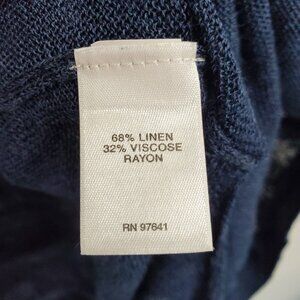 68% LINEN
32% VISCOSE
RAYON
RN 97641